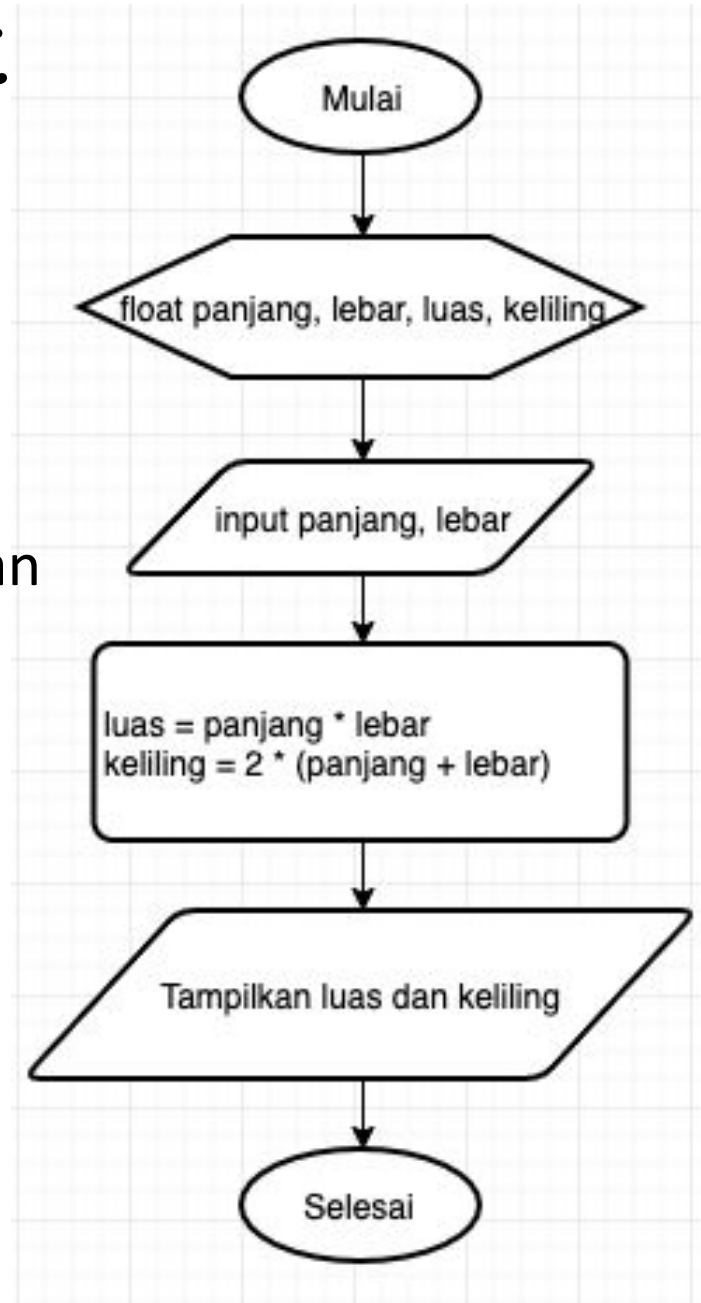 Mulai
float panjang, lebar, luas, keliling
input panjang, lebar
luas = panjang * lebar
keliling = 2 * (panjang + lebar)
Tampilkan luas dan keliling
Selesai